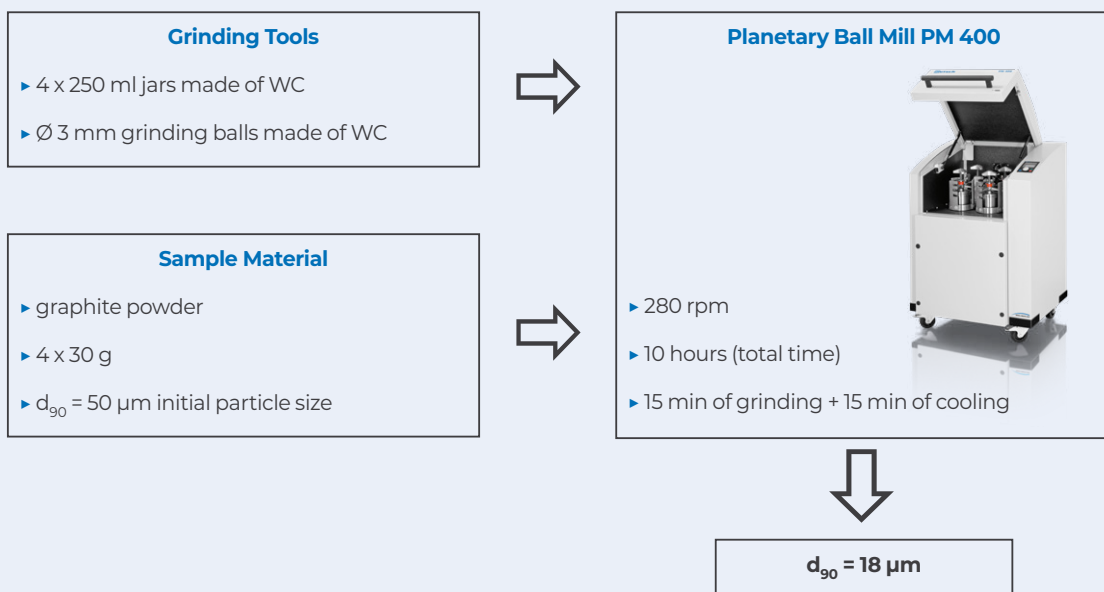 Grinding Tools
▸ 4 x 250 ml jars made of WC
▸ Ø 3 mm grinding balls made of WC
Sample Material
▸ graphite powder
▸ 4 x 30 g
▸ d₉₀ = 50 µm initial particle size
Planetary Ball Mill PM 400
▸ 280 rpm
▸ 10 hours (total time)
▸ 15 min of grinding + 15 min of cooling
d₉₀ = 18 µm